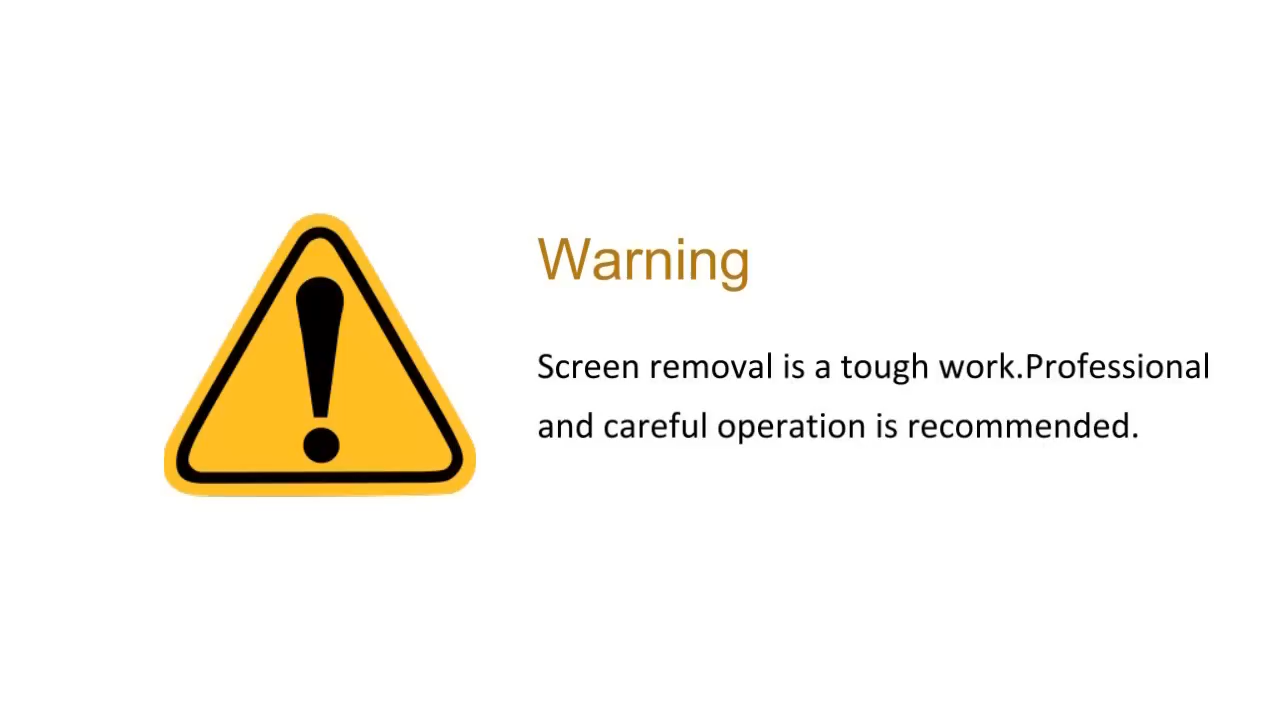 Warning
Screen removal is a tough work.Professional
and careful operation is recommended.